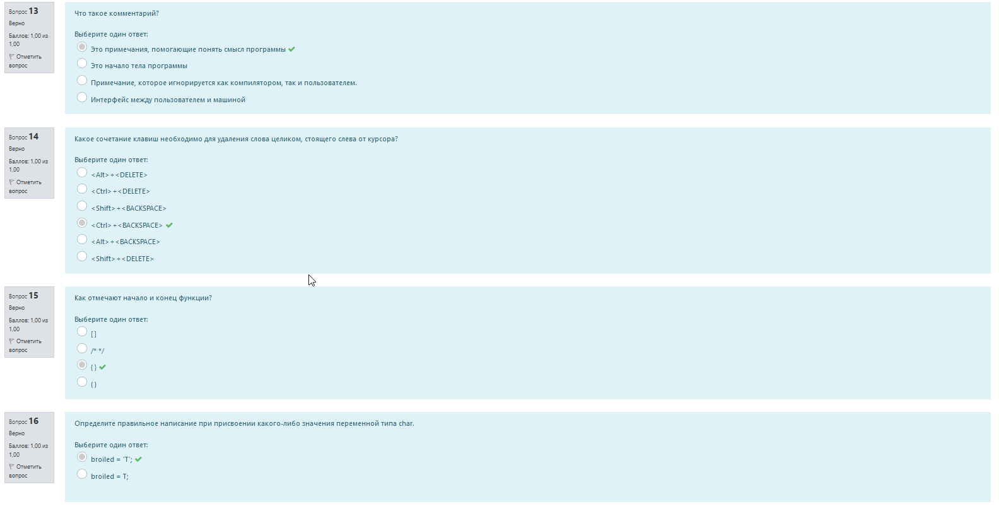 Вопрос 13
Верно
Баллов: 1,00 из
1,00
Отметить
вопрос
Что такое комментарий?
Выберите один ответ:
Это примечания, помогающие понять смысл программы
Это начало тела программы
Примечание, которое игнорируется как компилятором, так и пользователем.
Интерфейс между пользователем и машиной
Вопрос 14
Верно
Баллов: 1,00 из
1,00
Отметить
вопрос
Какое сочетание клавиш необходимо для удаления слова целиком, стоящего слева от курсора?
Выберите один ответ:
<Alt>+<DELETE>
<Ctrl>+<DELETE>
<Shift>+<BACKSPACE>
<Ctrl>+<BACKSPACE>
<Alt>+<BACKSPACE>
<Shift>+<DELETE>
Вопрос 15
Верно
Баллов: 1,00 из
1,00
Отметить
вопрос
Как отмечают начало и конец функции?
Выберите один ответ:
[ ]
/* */
{ }
( )
Вопрос 16
Верно
Баллов: 1,00 из
1,00
Отметить
вопрос
Определите правильное написание при присвоении какого-либо значения переменной типа char.
Выберите один ответ:
broiled = 'T';
broiled = T;